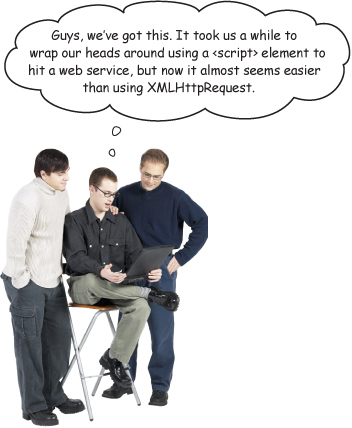 Guys, we've got this. It took us a while to
wrap our heads around using a <script> element to
hit a web service, but now it almost seems easier
than using XMLHttpRequest.